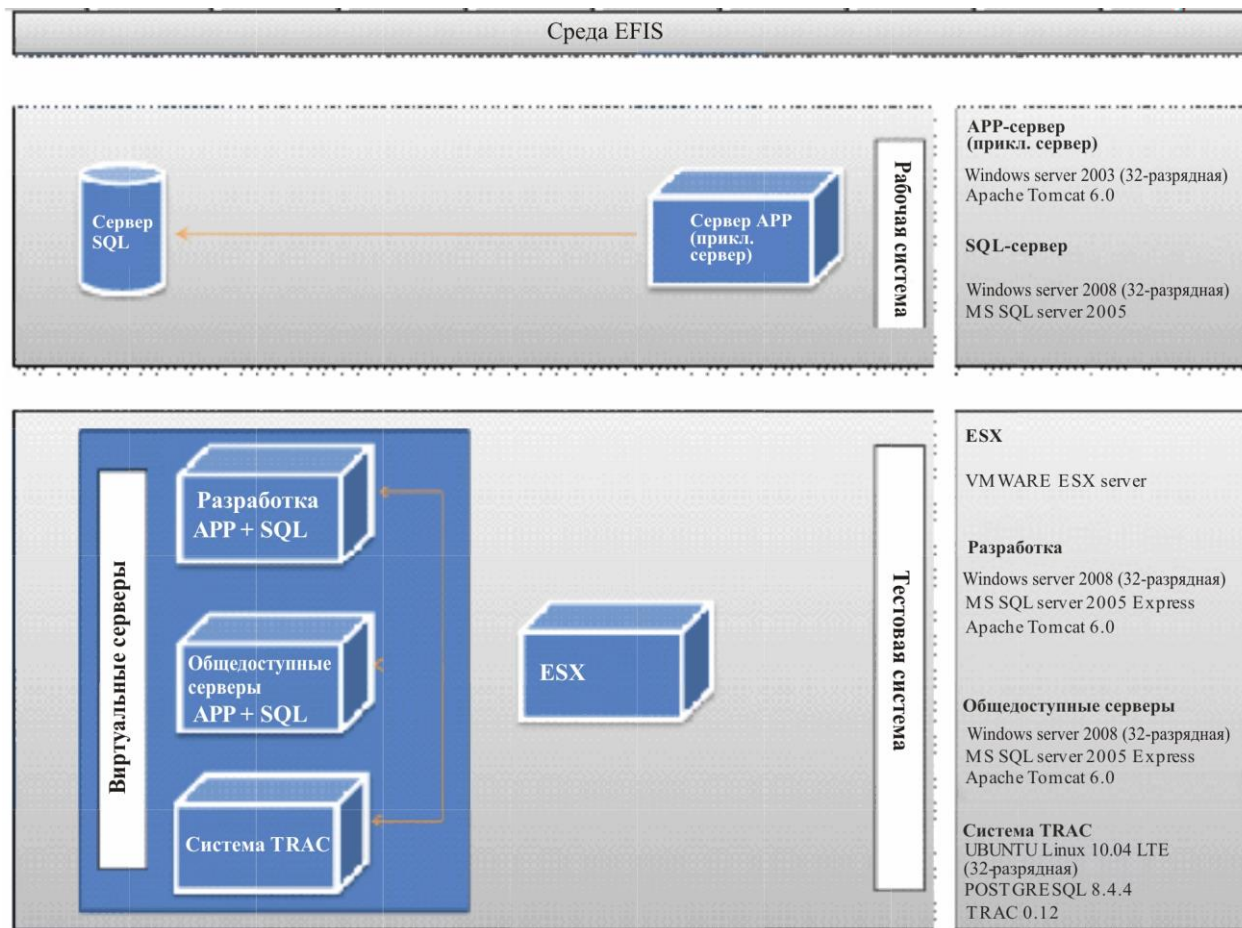 Среда EFIS
Сервер
SQL
Сервер APP
(прикл.
сервер)
Рабочая система
APP-сервер
(прикл. сервер)
Windows server 2003 (32-разрядная)
Apache Tomcat 6.0
SQL-сервер
Windows server 2008 (32-разрядная)
MS SQL server 2005
Виртуальные серверы
Разработка
APP + SQL
Общедоступные
серверы
APP + SQL
Система TRAC
ESX
Тестовая система
ESX
VMWARE ESX server
Разработка
Windows server 2008 (32-разрядная)
MS SQL server 2005 Express
Apache Tomcat 6.0
Общедоступные серверы
Windows server 2008 (32-разрядная)
MS SQL server 2005 Express
Apache Tomcat 6.0
Система TRAC
UBUNTU Linux 10.04 LTE
(32-разрядная)
POSTGRESQL 8.4.4
TRAC 0.12